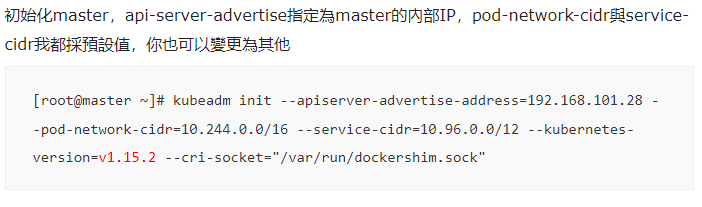 初始化master，api-server-advertise指定為master的內部IP，pod-network-cidr與service-
cidr我都採預設值，你也可以變更為其他
[root@master ~]# kubeadm init --apiserver-advertise-address=192.168.101.28 -
-pod-network-cidr=10.244.0.0/16 --service-cidr=10.96.0.0/12 --kubernetes-
version=v1.15.2 --cri-socket="/var/run/dockershim.sock"